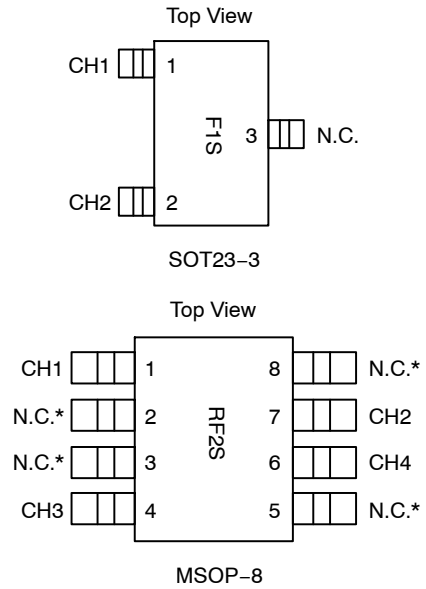 Top View
CH1 1
F1S 3 N.C.
CH2 2
SOT23–3
Top View
CH1 1 8 N.C.*
N.C.* 2 RF2S 7 CH2
N.C.* 3 6 CH4
CH3 4 5 N.C.*
MSOP–8